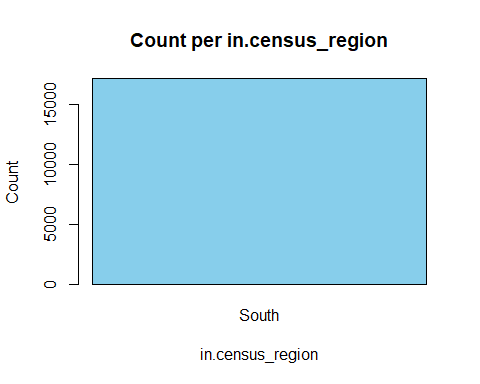 Count per in.census_region
Count
15000
10000
5000
0
South
in.census_region